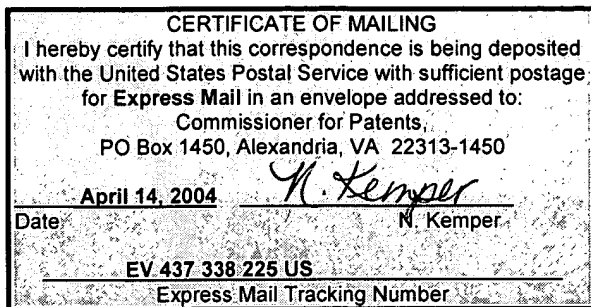 CERTIFICATE OF MAILING
I hereby certify that this correspondence is being deposited
with the United States Postal Service with sufficient postage
for Express Mail in an envelope addressed to:
Commissioner for Patents,
PO Box 1450, Alexandria, VA 22313-1450
April 14, 2004 N. Kemper
Date N. Kemper
EV 437 338 225 US
Express Mail Tracking Number